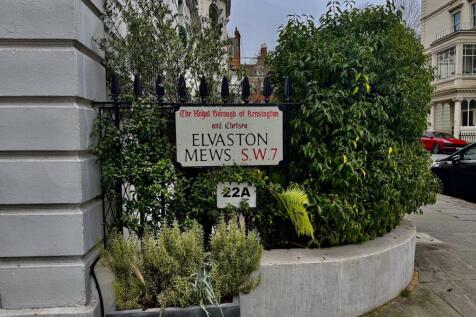 The Royal Borough of Kensington
and Chelsea
ELVASTON
MEWS S.W.7
22A